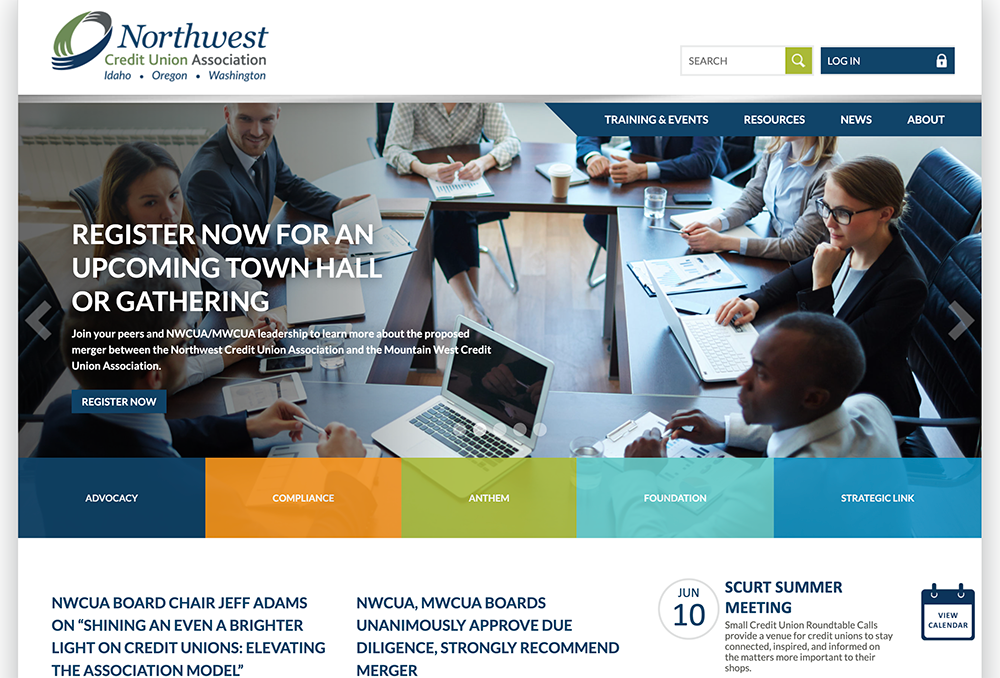 Northwest
Credit Union Association
Idaho • Oregon • Washington
SEARCH
LOG IN
TRAINING & EVENTS
RESOURCES
NEWS
ABOUT
REGISTER NOW FOR AN
UPCOMING TOWN HALL
OR GATHERING
Join your peers and NWCUA/MWCUA leadership to learn more about the proposed
merger between the Northwest Credit Union Association and the Mountain West Credit
Union Association.
REGISTER NOW
ADVOCACY
COMPLIANCE
ANTHEM
FOUNDATION
STRATEGIC LINK
NWCUA BOARD CHAIR JEFF ADAMS
ON “SHINING AN EVEN A BRIGHTER
LIGHT ON CREDIT UNIONS: ELEVATING
THE ASSOCIATION MODEL”
NWCUA, MWCUA BOARDS
UNANIMOUSLY APPROVE DUE
DILIGENCE, STRONGLY RECOMMEND
MERGER
JUN
10
SCURT SUMMER
MEETING
Small Credit Union Roundtable Calls
provide a venue for credit unions to stay
connected, inspired, and informed on
the matters more important to their
shops.
VIEW
CALENDAR